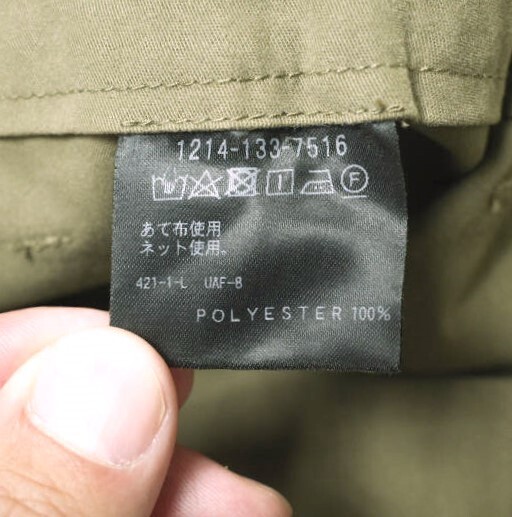 1214-133-7516
F
あて布使用
ネット使用。
421-1-L UAF-8
POLYESTER 100%